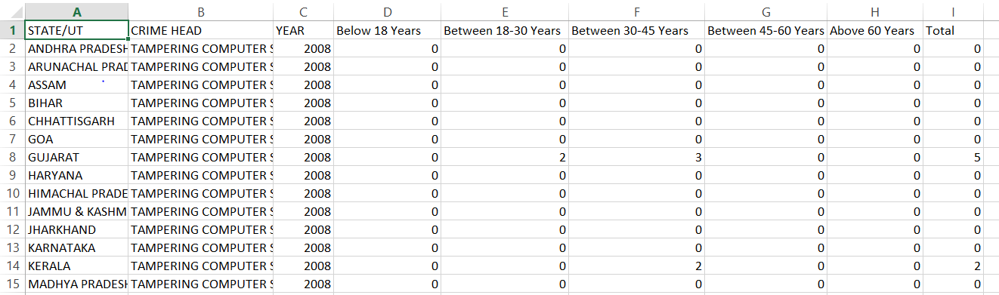 A B C D E F G H I
1 STATE/UT CRIME HEAD YEAR Below 18 Years Between 18-30 Years Between 30-45 Years Between 45-60 Years Above 60 Years Total
2 ANDHRA PRADESH TAMPERING COMPUTER S 2008 0 0 0 0 0 0
3 ARUNACHAL PRAD TAMPERING COMPUTER S 2008 0 0 0 0 0 0
4 ASSAM TAMPERING COMPUTER S 2008 0 0 0 0 0 0
5 BIHAR TAMPERING COMPUTER S 2008 0 0 0 0 0 0
6 CHHATTISGARH TAMPERING COMPUTER S 2008 0 0 0 0 0 0
7 GOA TAMPERING COMPUTER S 2008 0 0 0 0 0 0
8 GUJARAT TAMPERING COMPUTER S 2008 0 2 3 0 0 5
9 HARYANA TAMPERING COMPUTER S 2008 0 0 0 0 0 0
10 HIMACHAL PRADE TAMPERING COMPUTER S 2008 0 0 0 0 0 0
11 JAMMU & KASHM TAMPERING COMPUTER S 2008 0 0 0 0 0 0
12 JHARKHAND TAMPERING COMPUTER S 2008 0 0 0 0 0 0
13 KARNATAKA TAMPERING COMPUTER S 2008 0 0 0 0 0 0
14 KERALA TAMPERING COMPUTER S 2008 0 0 2 0 0 2
15 MADHYA PRADESH TAMPERING COMPUTER S 2008 0 0 0 0 0 0